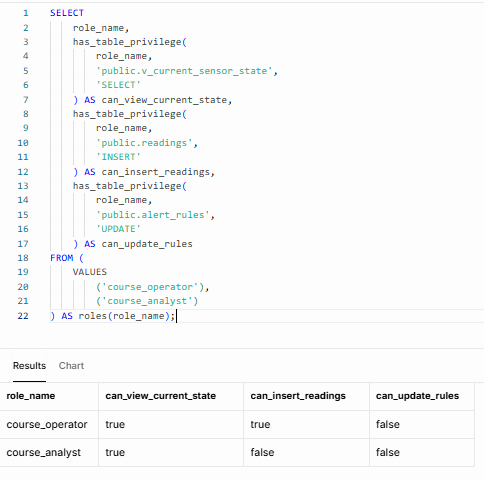 1 SELECT
2 role_name,
3 has_table_privilege(
4 role_name,
5 'public.v_current_sensor_state',
6 'SELECT'
7 ) AS can_view_current_state,
8 has_table_privilege(
9 role_name,
10 'public.readings',
11 'INSERT'
12 ) AS can_insert_readings,
13 has_table_privilege(
14 role_name,
15 'public.alert_rules',
16 'UPDATE'
17 ) AS can_update_rules
18 FROM (
19 VALUES
20 ('course_operator'),
21 ('course_analyst')
22 ) AS roles(role_name);
Results Chart
role_name can_view_current_state can_insert_readings can_update_rules
course_operator true true false
course_analyst true false false